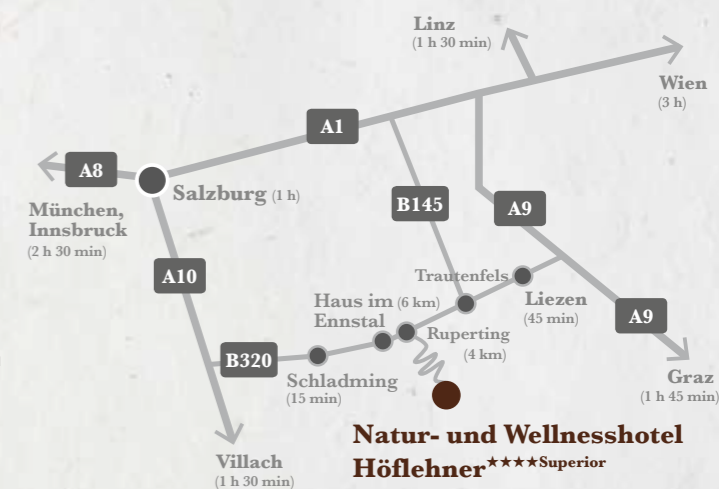 Linz
(1 h 30 min)
Wien
(3 h)
A1
A8
Salzburg (1 h)
München,
Innsbruck
(2 h 30 min)
B145
A9
A10
Trautenfels
Haus im (6 km)
Ennstal
Liezen
(45 min)
A9
Ruperting
(4 km)
B320
Schladming
(15 min)
Graz
(1 h 45 min)
Natur- und Wellnesshotel
Höflehner★★★★Superior
Villach
(1 h 30 min)